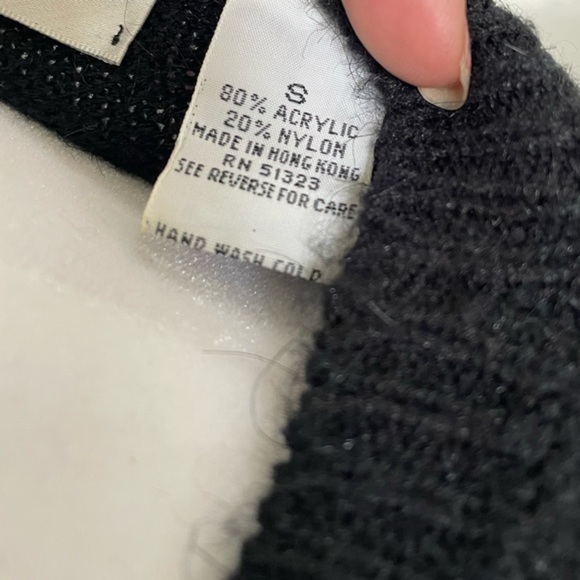 S
80% ACRYLIC
20% NYLON
MADE IN HONG KONG
RN 51323
SEE REVERSE FOR CARE
HAND WASH COLD